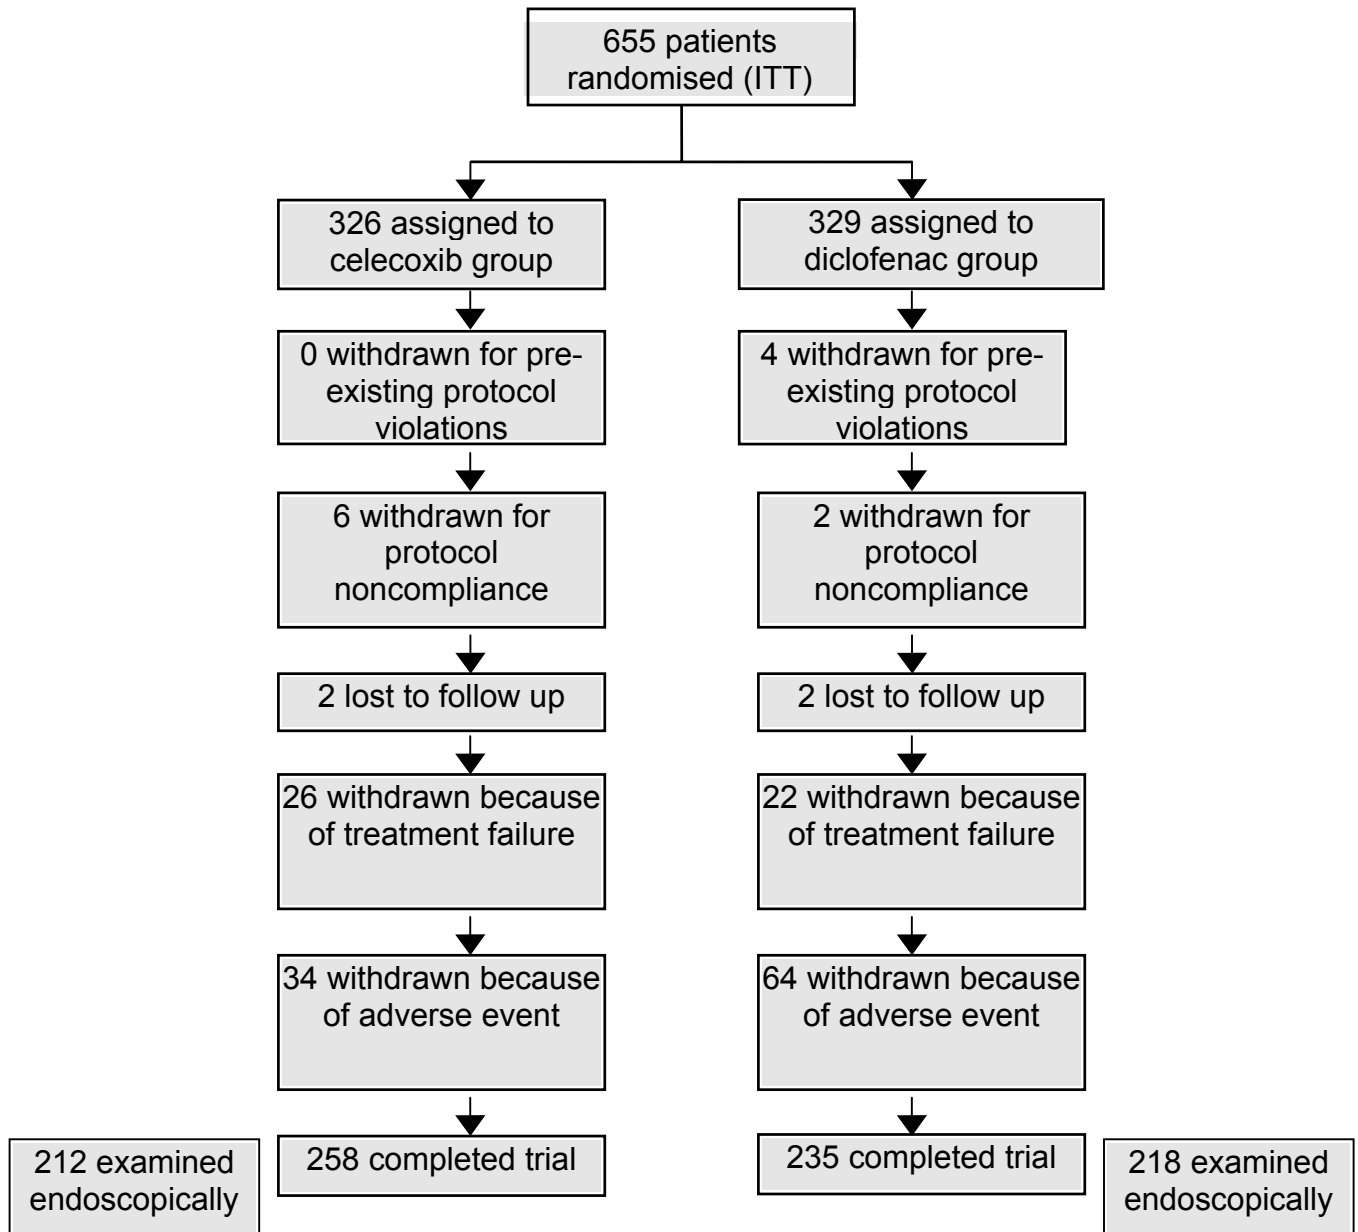 655 patients
randomised (ITT)
326 assigned to
celecoxib group
329 assigned to
diclofenac group
0 withdrawn for pre-
existing protocol
violations
4 withdrawn for pre-
existing protocol
violations
6 withdrawn for
protocol
noncompliance
2 withdrawn for
protocol
noncompliance
2 lost to follow up
2 lost to follow up
26 withdrawn because
of treatment failure
22 withdrawn because
of treatment failure
34 withdrawn because
of adverse event
64 withdrawn because
of adverse event
212 examined
endoscopically
258 completed trial
235 completed trial
218 examined
endoscopically